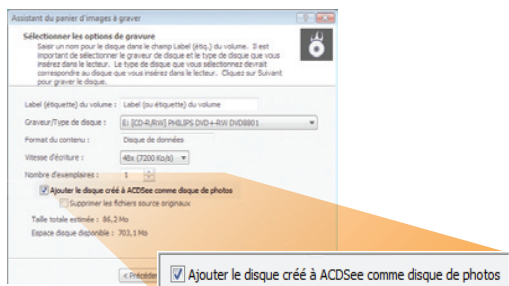 Assistant du panier d'images à graver
Sélectionner les options de gravure
Saisir un nom pour le disque dans le champ Label (étiq.) du volume. Il est
important de sélectionner le graveur de disque et le type de disque que vous
insérez dans le lecteur. Le type de disque que vous sélectionnez devrait
correspondre au disque que vous insérez dans le lecteur. Cliquez sur Suivant
pour graver le disque.
Label (étiquette) du volume : Label (ou étiquette) du volume
Graveur/Type de disque : E: [CD-R/RW] PHILIPS DVD+-RW DVD8801
Format du contenu : Disque de données
Vitesse d'écriture : 48x (7200 Ko/s)
Nombre d'exemplaires : 1
Ajouter le disque créé à ACDSee comme disque de photos
Supprimer les fichiers source originaux
Taille totale estimée : 86,2 Mo
Espace disque disponible : 703,1 Mo
< Précéden
Ajouter le disque créé à ACDSee comme disque de photos